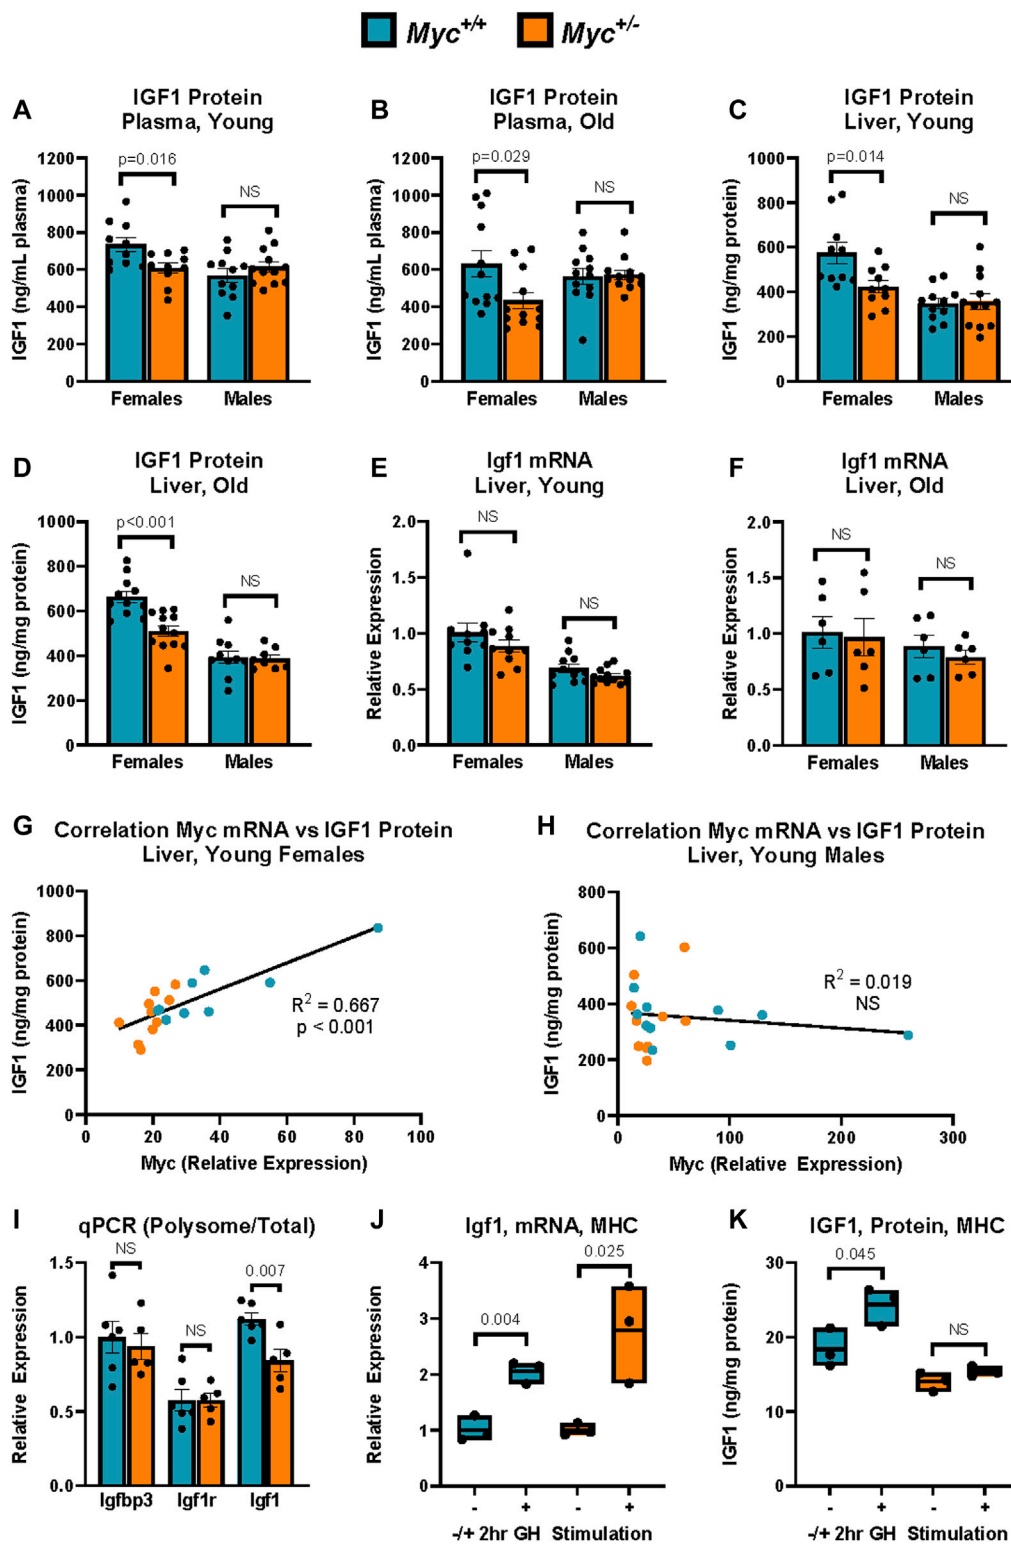 Myc+/+ Myc+/-
A IGF1 Protein
Plasma, Young
IGF1 (ng/mL plasma)
1200
1000
800
600
400
200
0
p=0.016
NS
Females Males
B IGF1 Protein
Plasma, Old
IGF1 (ng/mL plasma)
1200
1000
800
600
400
200
0
p=0.029
NS
Females Males
C IGF1 Protein
Liver, Young
IGF1 (ng/mg protein)
1000
800
600
400
200
0
p=0.014
NS
Females Males
D IGF1 Protein
Liver, Old
IGF1 (ng/mg protein)
1000
800
600
400
200
0
p<0.001
NS
Females Males
E Igf1 mRNA
Liver, Young
Relative Expression
2.0
1.5
1.0
0.5
0.0
NS
NS
Females Males
F Igf1 mRNA
Liver, Old
Relative Expression
2.0
1.5
1.0
0.5
0.0
NS
NS
Females Males
G Correlation Myc mRNA vs IGF1 Protein
Liver, Young Females
IGF1 (ng/mg protein)
1000
800
600
400
200
0
R2 = 0.667
p < 0.001
0 20 40 60 80 100
Myc (Relative Expression)
H Correlation Myc mRNA vs IGF1 Protein
Liver, Young Males
IGF1 (ng/mg protein)
800
600
400
200
0
R2 = 0.019
NS
0 100 200 300
Myc (Relative Expression)
I qPCR (Polysome/Total)
Relative Expression
1.5
1.0
0.5
0.0
NS
NS
0.007
Igfbp3 Igf1r Igf1
J Igf1, mRNA, MHC
Relative Expression
4
3
2
1
0
0.004
0.025
- + - +
-/+ 2hr GH Stimulation
K IGF1, Protein, MHC
IGF1 (ng/mg protein)
30
20
10
0
0.045
NS
- + - +
-/+ 2hr GH Stimulation